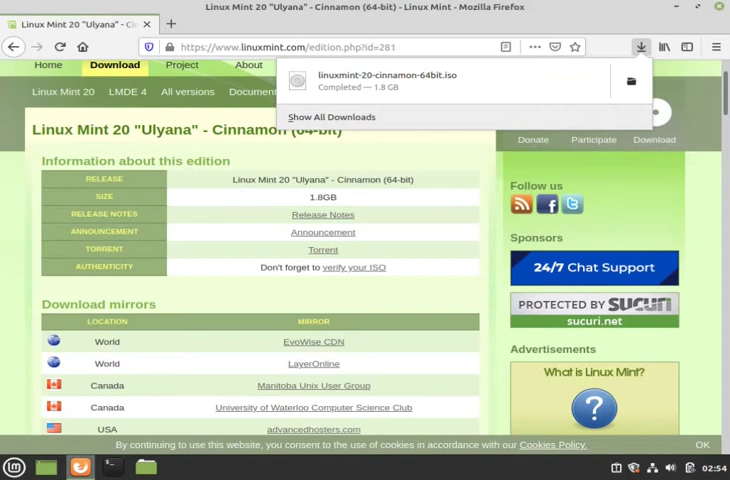 Linux Mint 20 "Ulyana" - Cinnamon (64-bit) - Linux Mint - Mozilla Firefox
Linux Mint 20 "Ulyana" - Ci
https://www.linuxmint.com/edition.php?id=281
linuxmint-20-cinnamon-64bit.iso
Completed — 1.8 GB
Show All Downloads
Home Download Project About
Linux Mint 20 LMDE 4 All versions Document
Donate Participate Download
Linux Mint 20 "Ulyana" - Cinnamon (64-bit)
Information about this edition
RELEASE Linux Mint 20 "Ulyana" - Cinnamon (64-bit)
SIZE 1.8GB
RELEASE NOTES Release Notes
ANNOUNCEMENT Announcement
TORRENT Torrent
AUTHENTICITY Don't forget to verify your ISO
Download mirrors
LOCATION MIRROR
World EvoWise CDN
World LayerOnline
Canada Manitoba Unix User Group
Canada University of Waterloo Computer Science Club
USA advancedhosters.com
Follow us
Sponsors
24/7 Chat Support
PROTECTED BY SUCURI
sucuri.net
Advertisements
What is Linux Mint?
?
By continuing to use this website, you consent to the use of cookies in accordance with our Cookies Policy. OK
02:54